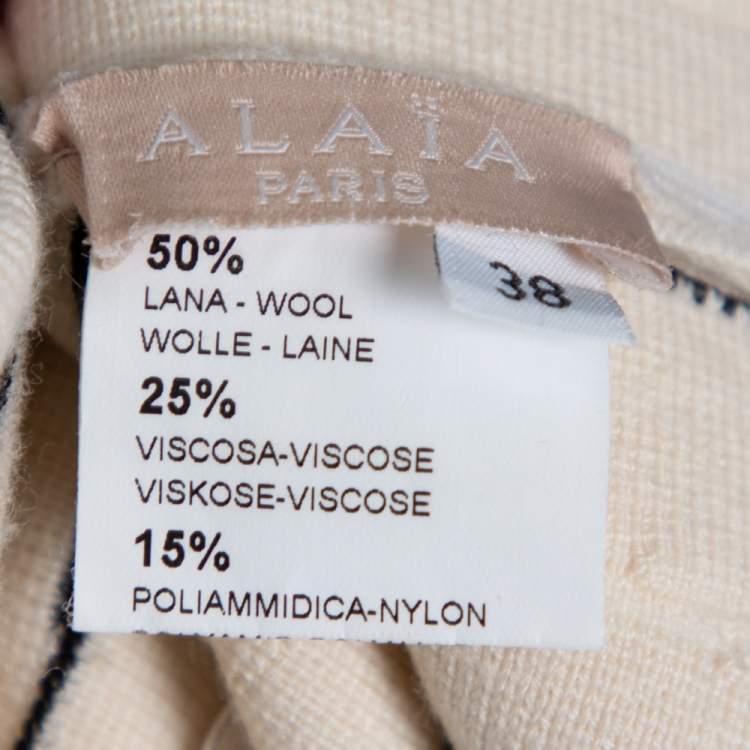 ALAÏA
PARIS
38
50%
LANA - WOOL
WOLLE - LAINE
25%
VISCOSA-VISCOSE
VISKOSE-VISCOSE
15%
POLIAMMIDICA-NYLON